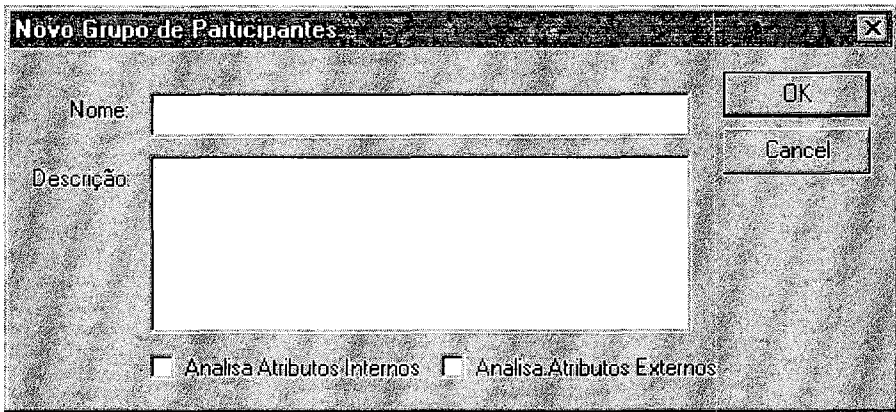 Novo Grupo de Participantes
Nome:
OK
Cancel
Descrição:
Analisa Atributos Internos
Analisa Atributos Externos